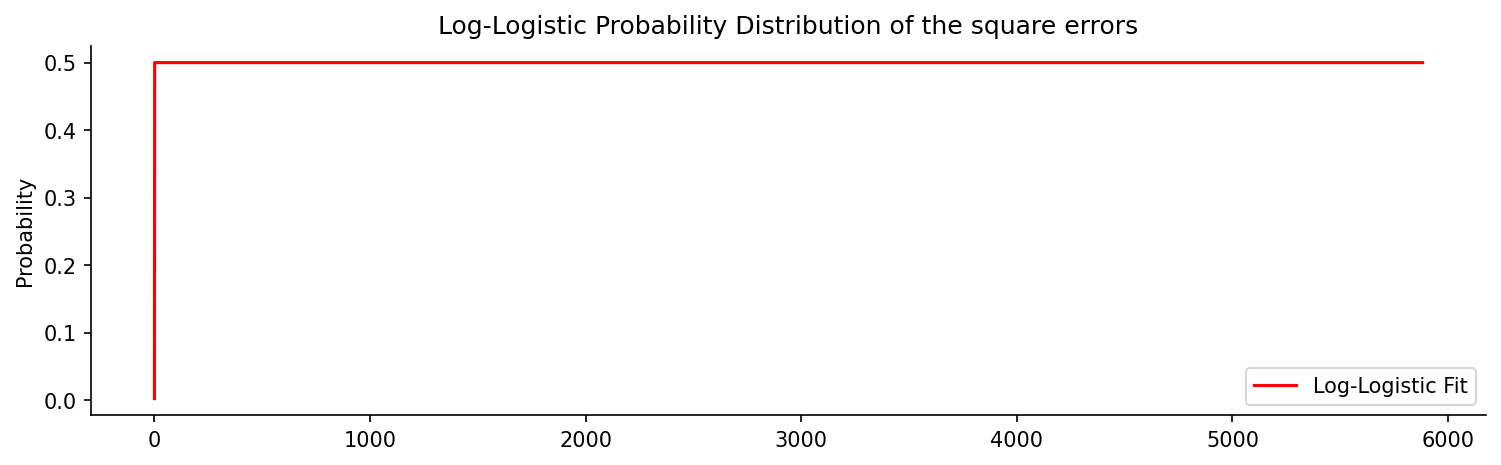 Log-Logistic Probability Distribution of the square errors
Probability
0.5
0.4
0.3
0.2
0.1
0.0
Log-Logistic Fit
0 1000 2000 3000 4000 5000 6000